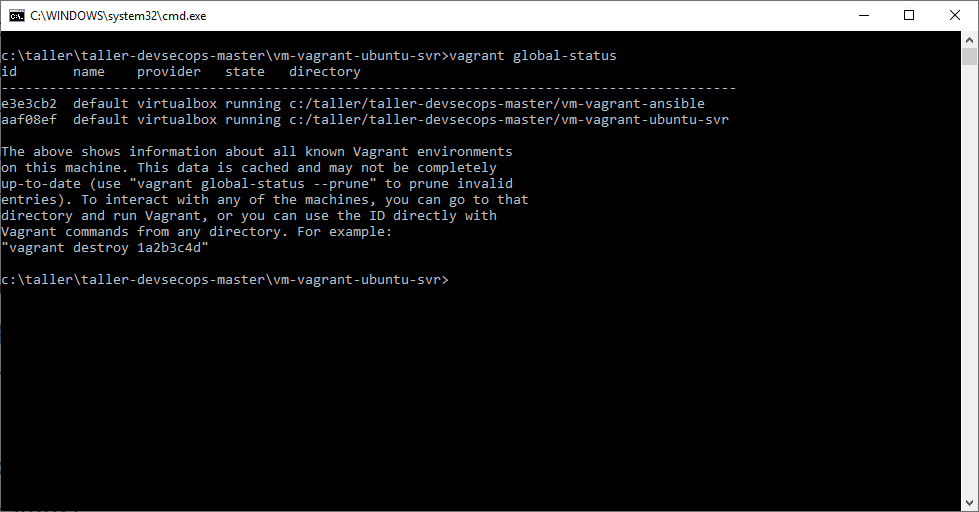 C:\WINDOWS\system32\cmd.exe
c:\taller\taller-devsecops-master\vm-vagrant-ubuntu-svr>vagrant global-status
id       name    provider   state   directory
--------------------------------------------------------------------------------------------
e3e3cb2  default virtualbox running c:/taller/taller-devsecops-master/vm-vagrant-ansible
aaf08ef  default virtualbox running c:/taller/taller-devsecops-master/vm-vagrant-ubuntu-svr
The above shows information about all known Vagrant environments
on this machine. This data is cached and may not be completely
up-to-date (use "vagrant global-status --prune" to prune invalid
entries). To interact with any of the machines, you can go to that
directory and run Vagrant, or you can use the ID directly with
Vagrant commands from any directory. For example:
"vagrant destroy 1a2b3c4d"
c:\taller\taller-devsecops-master\vm-vagrant-ubuntu-svr>